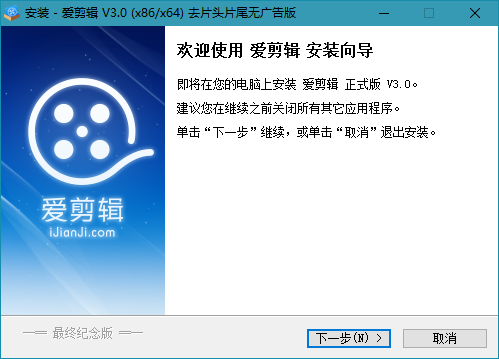 安装 - 爱剪辑 V3.0 (x86/x64) 去片头片尾无广告版
爱剪辑
iJianJi.com
欢迎使用 爱剪辑 安装向导
即将在您的电脑上安装 爱剪辑 正式版 V3.0。
建议您在继续之前关闭所有其它应用程序。
单击“下一步”继续，或单击“取消”退出安装。
最终纪念版
下一步(N) >
取消